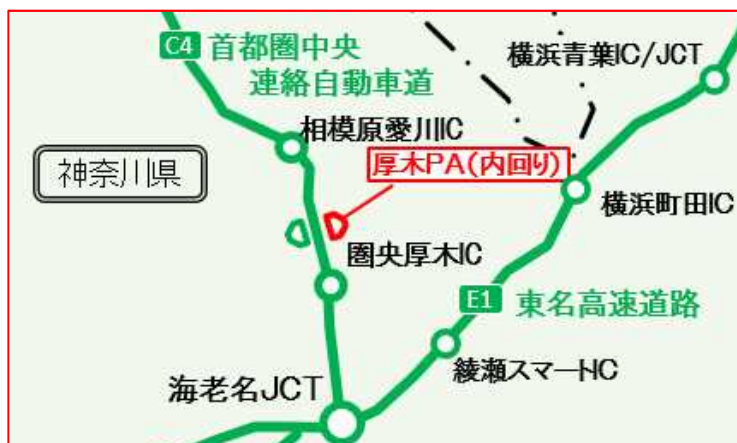 C4 首都圏中央
連絡自動車道
横浜青葉IC/JCT
相模原愛川IC
神奈川県
厚木PA(内回り)
横浜町田IC
圏央厚木IC
E1 東名高速道路
綾瀬スマートIC
海老名JCT